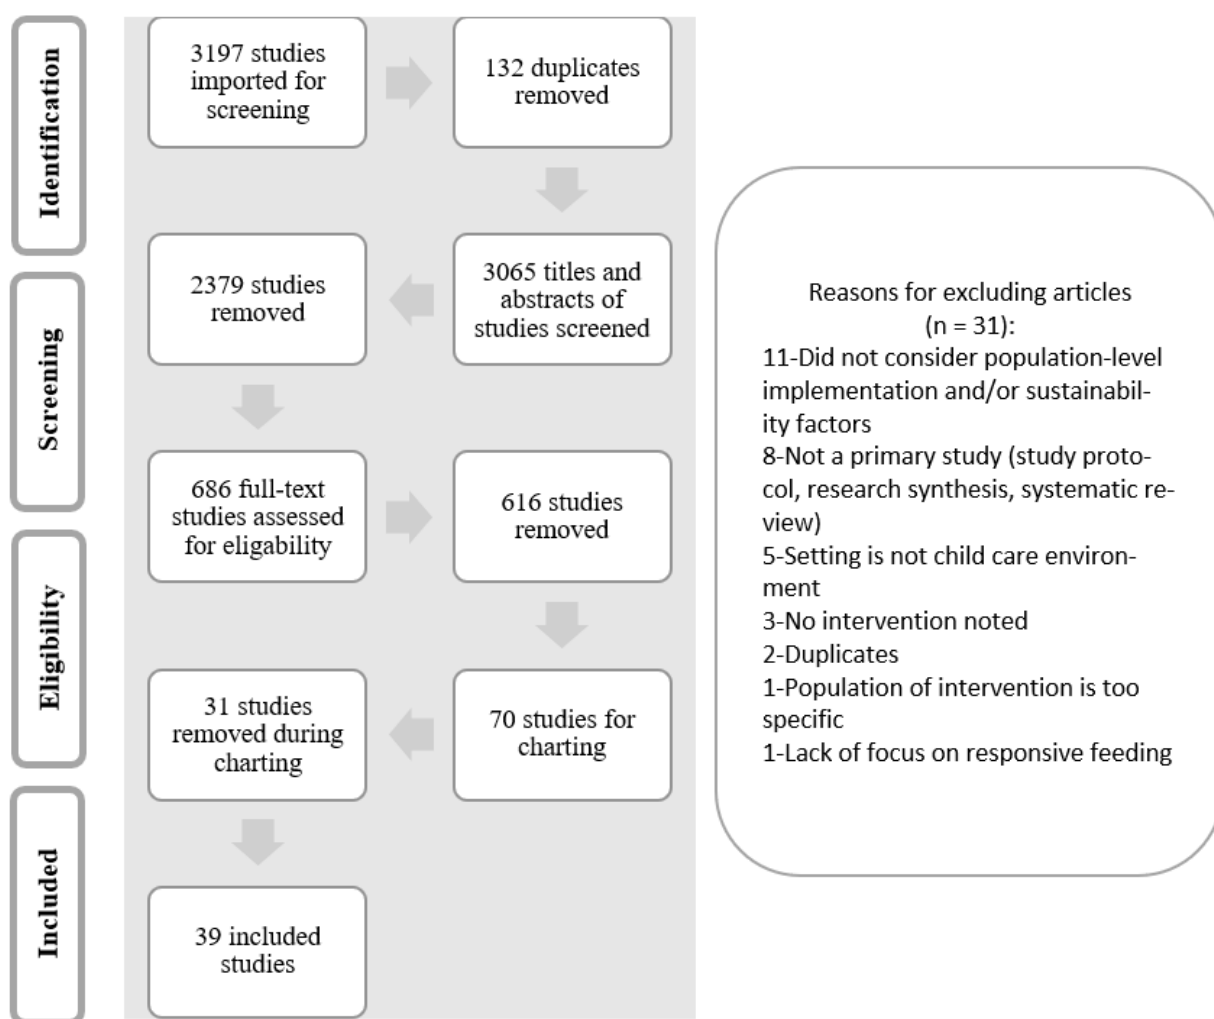 Identification
3197 studies
imported for
screening
132 duplicates
removed
Screening
2379 studies
removed
3065 titles and
abstracts of
studies screened
686 full-text
studies assessed
for eligability
616 studies
removed
Eligibility
31 studies
removed during
charting
70 studies for
charting
Included
39 included
studies
Reasons for excluding articles
(n = 31):
11-Did not consider population-level
implementation and/or sustainabil-
ity factors
8-Not a primary study (study proto-
col, research synthesis, systematic re-
view)
5-Setting is not child care environ-
ment
3-No intervention noted
2-Duplicates
1-Population of intervention is too
specific
1-Lack of focus on responsive feeding